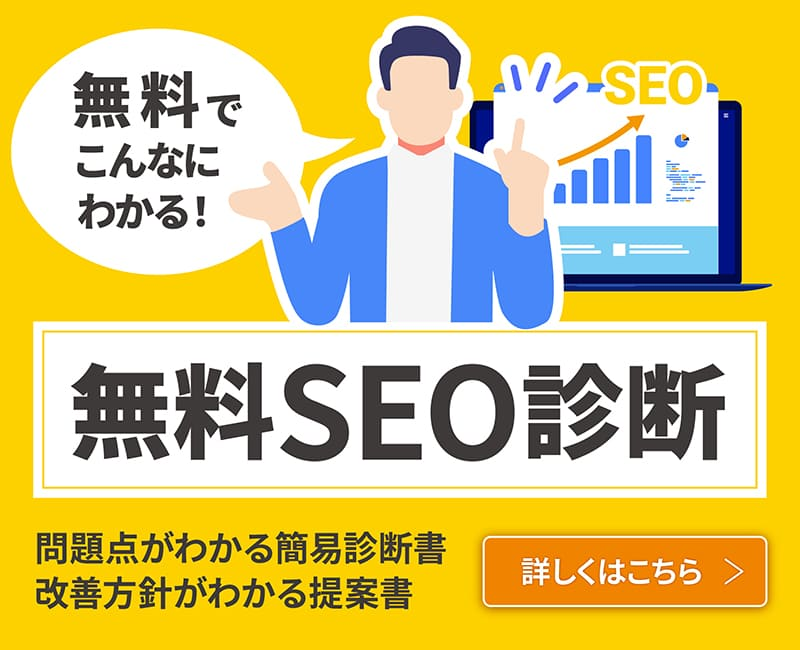 無料で
こんなに
わかる！
SEO
無料SEO診断
問題点がわかる簡易診断書
改善方針がわかる提案書
詳しくはこちら ＞